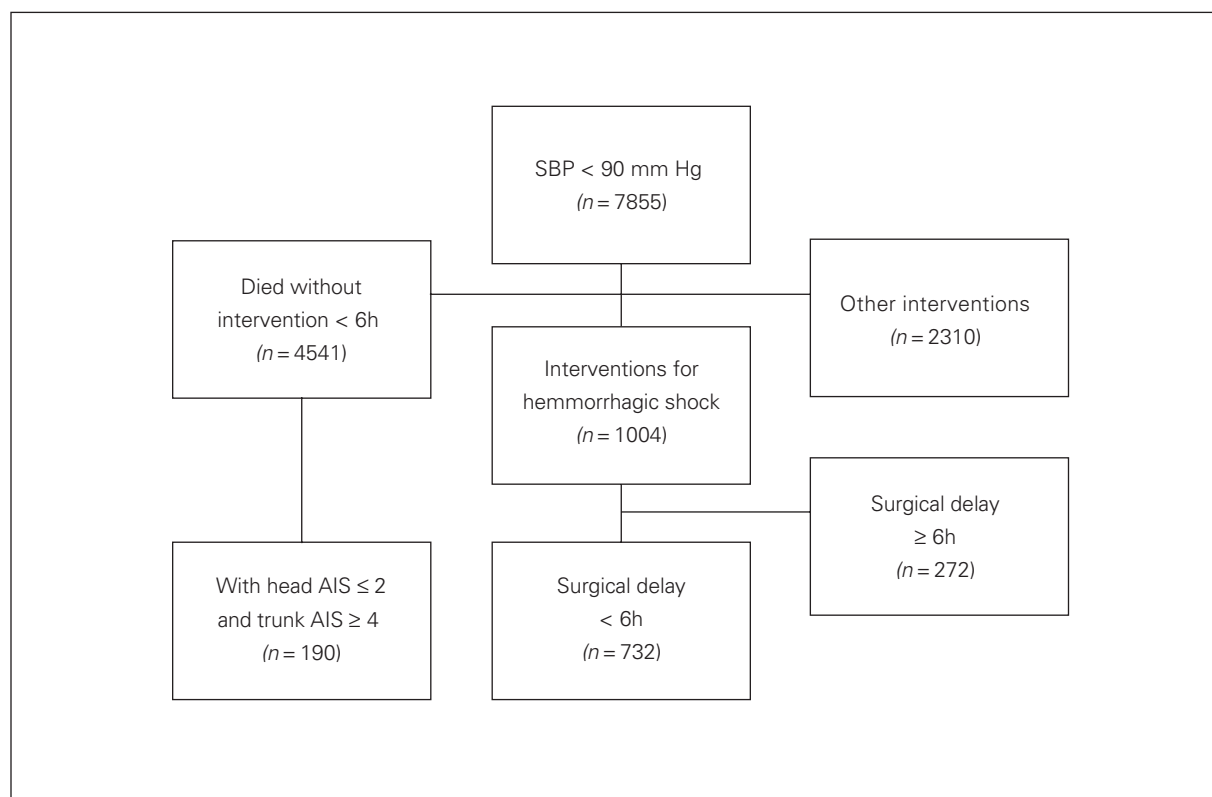 SBP < 90 mm Hg
(n = 7855)
Died without
intervention < 6h
(n = 4541)
Other interventions
(n = 2310)
Interventions for
hemmorrhagic shock
(n = 1004)
Surgical delay
≥ 6h
(n = 272)
With head AIS ≤ 2
and trunk AIS ≥ 4
(n = 190)
Surgical delay
< 6h
(n = 732)